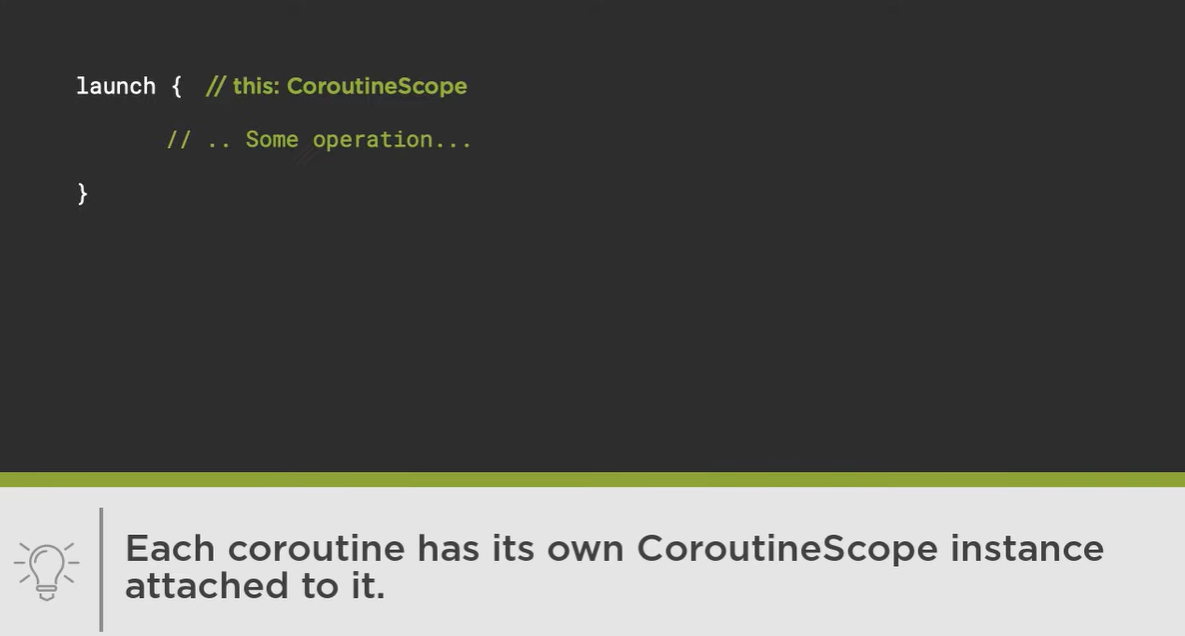 launch { // this: CoroutineScope
// .. Some operation...
}
Each coroutine has its own CoroutineScope instance
attached to it.